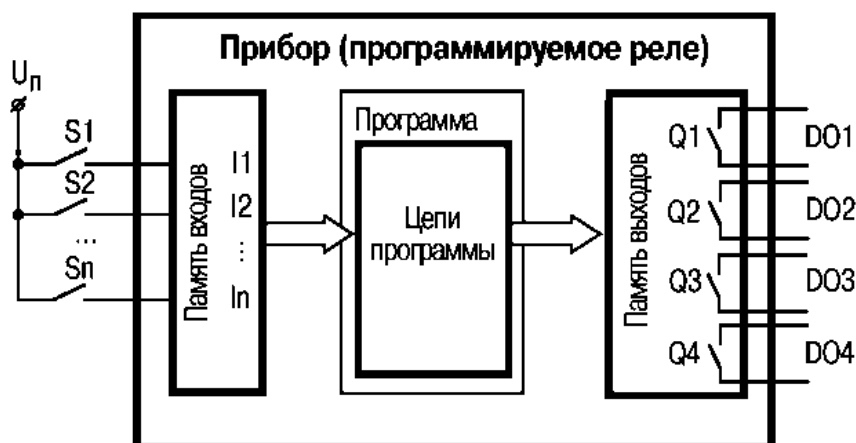 Прибор (программируемое реле)
Uп
S1
S2
...
Sn
Память входов
I1
I2
...
In
Программа
Цепи
программы
Память выходов
Q1
Q2
Q3
Q4
DO1
DO2
DO3
DO4